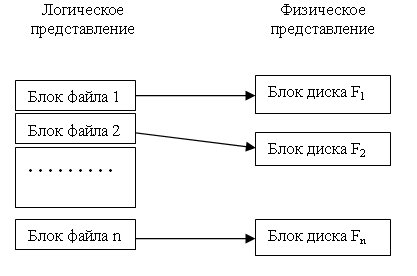 Логическое
представление
Физическое
представление
Блок файла 1
Блок диска F₁
Блок файла 2
Блок диска F₂
. . . . . . . . .
Блок файла n
Блок диска Fₙ